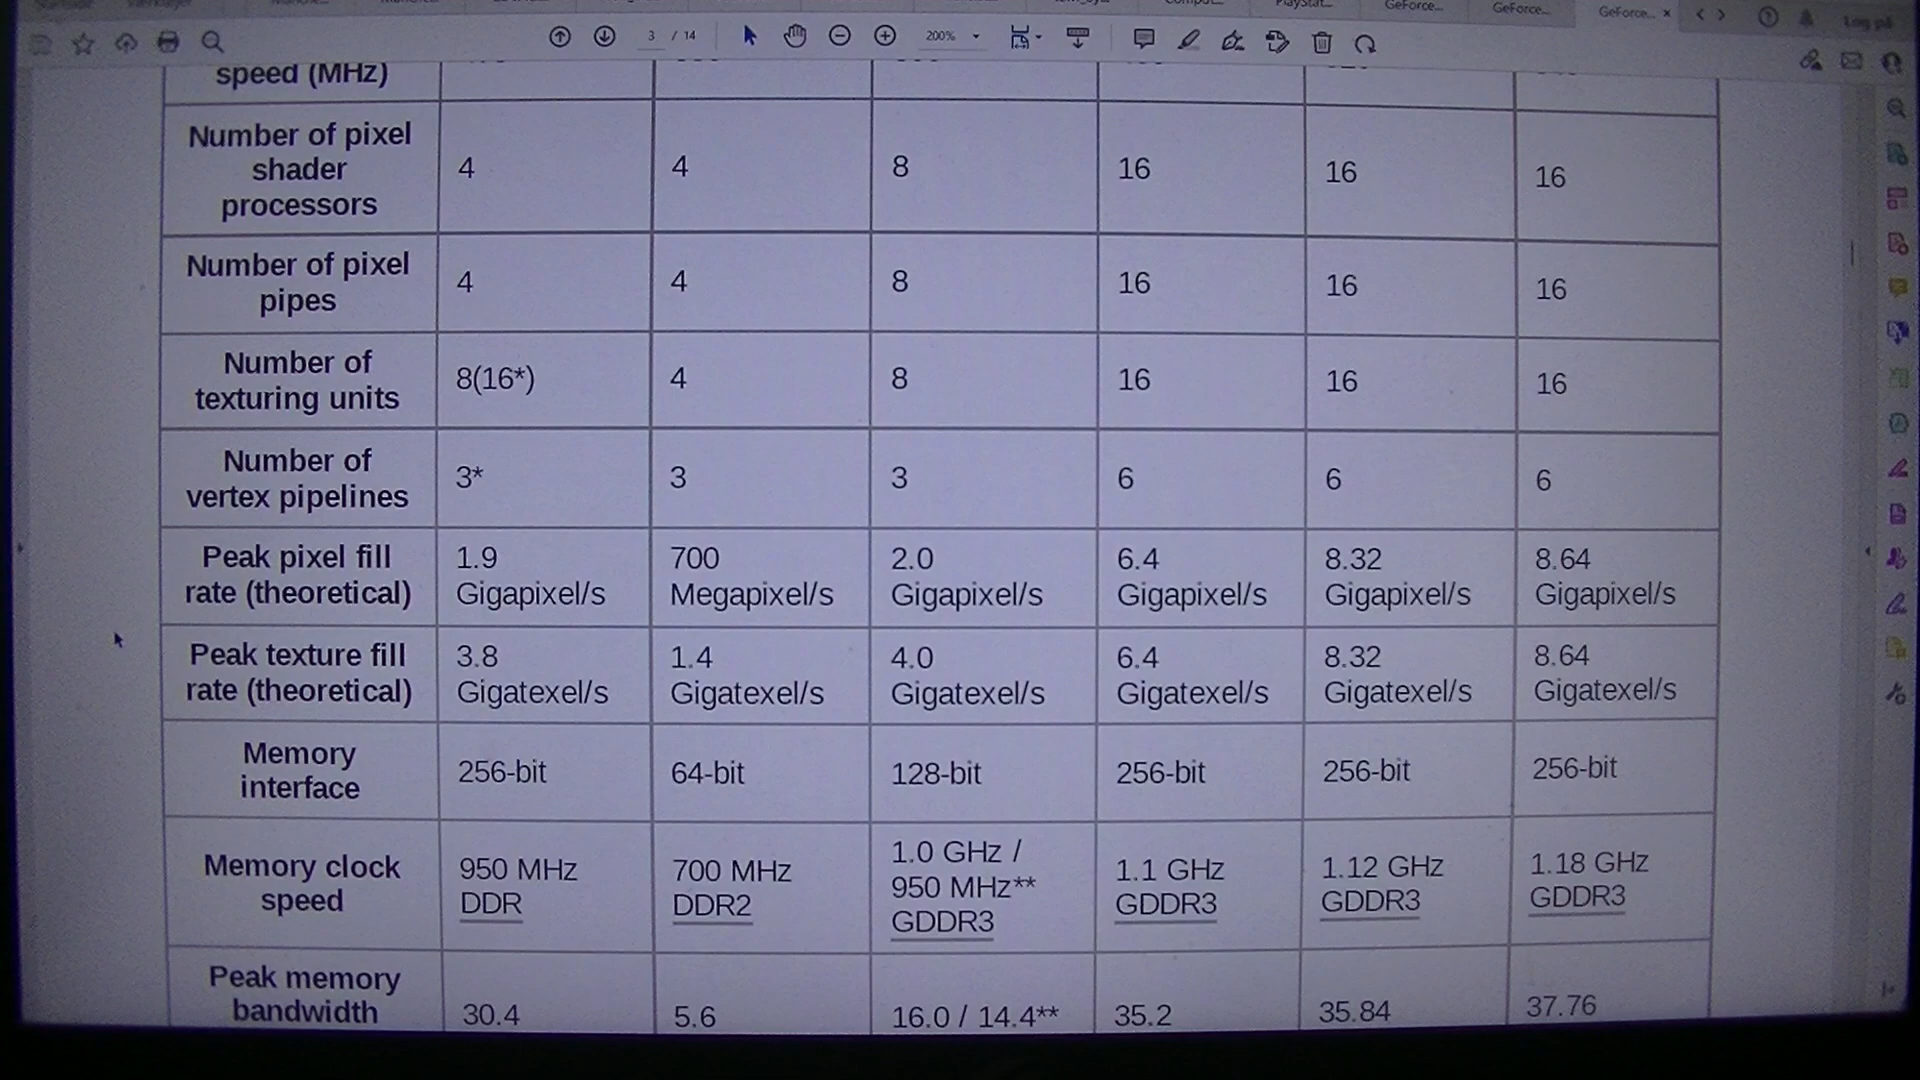 GeForce...
GeForce...
GeForce...
3 / 14
200%
speed (MHz)
Number of pixel
shader
processors
4
4
8
16
16
16
Number of pixel
pipes
4
4
8
16
16
16
Number of
texturing units
8(16*)
4
8
16
16
16
Number of
vertex pipelines
3*
3
3
6
6
6
Peak pixel fill
rate (theoretical)
1.9
Gigapixel/s
700
Megapixel/s
2.0
Gigapixel/s
6.4
Gigapixel/s
8.32
Gigapixel/s
8.64
Gigapixel/s
Peak texture fill
rate (theoretical)
3.8
Gigatexel/s
1.4
Gigatexel/s
4.0
Gigatexel/s
6.4
Gigatexel/s
8.32
Gigatexel/s
8.64
Gigatexel/s
Memory
interface
256-bit
64-bit
128-bit
256-bit
256-bit
256-bit
Memory clock
speed
950 MHz
DDR
700 MHz
DDR2
1.0 GHz /
950 MHz**
GDDR3
1.1 GHz
GDDR3
1.12 GHz
GDDR3
1.18 GHz
GDDR3
Peak memory
bandwidth
30.4
5.6
16.0 / 14.4**
35.2
35.84
37.76